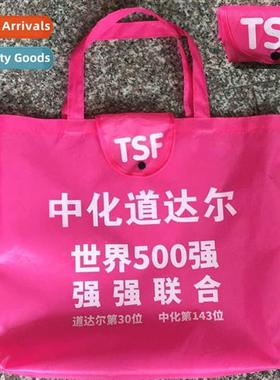 Arrivals
ty Goods
TSF
TSF
中化道达尔
世界500强
强强联合
道达尔第30位 中化第143位